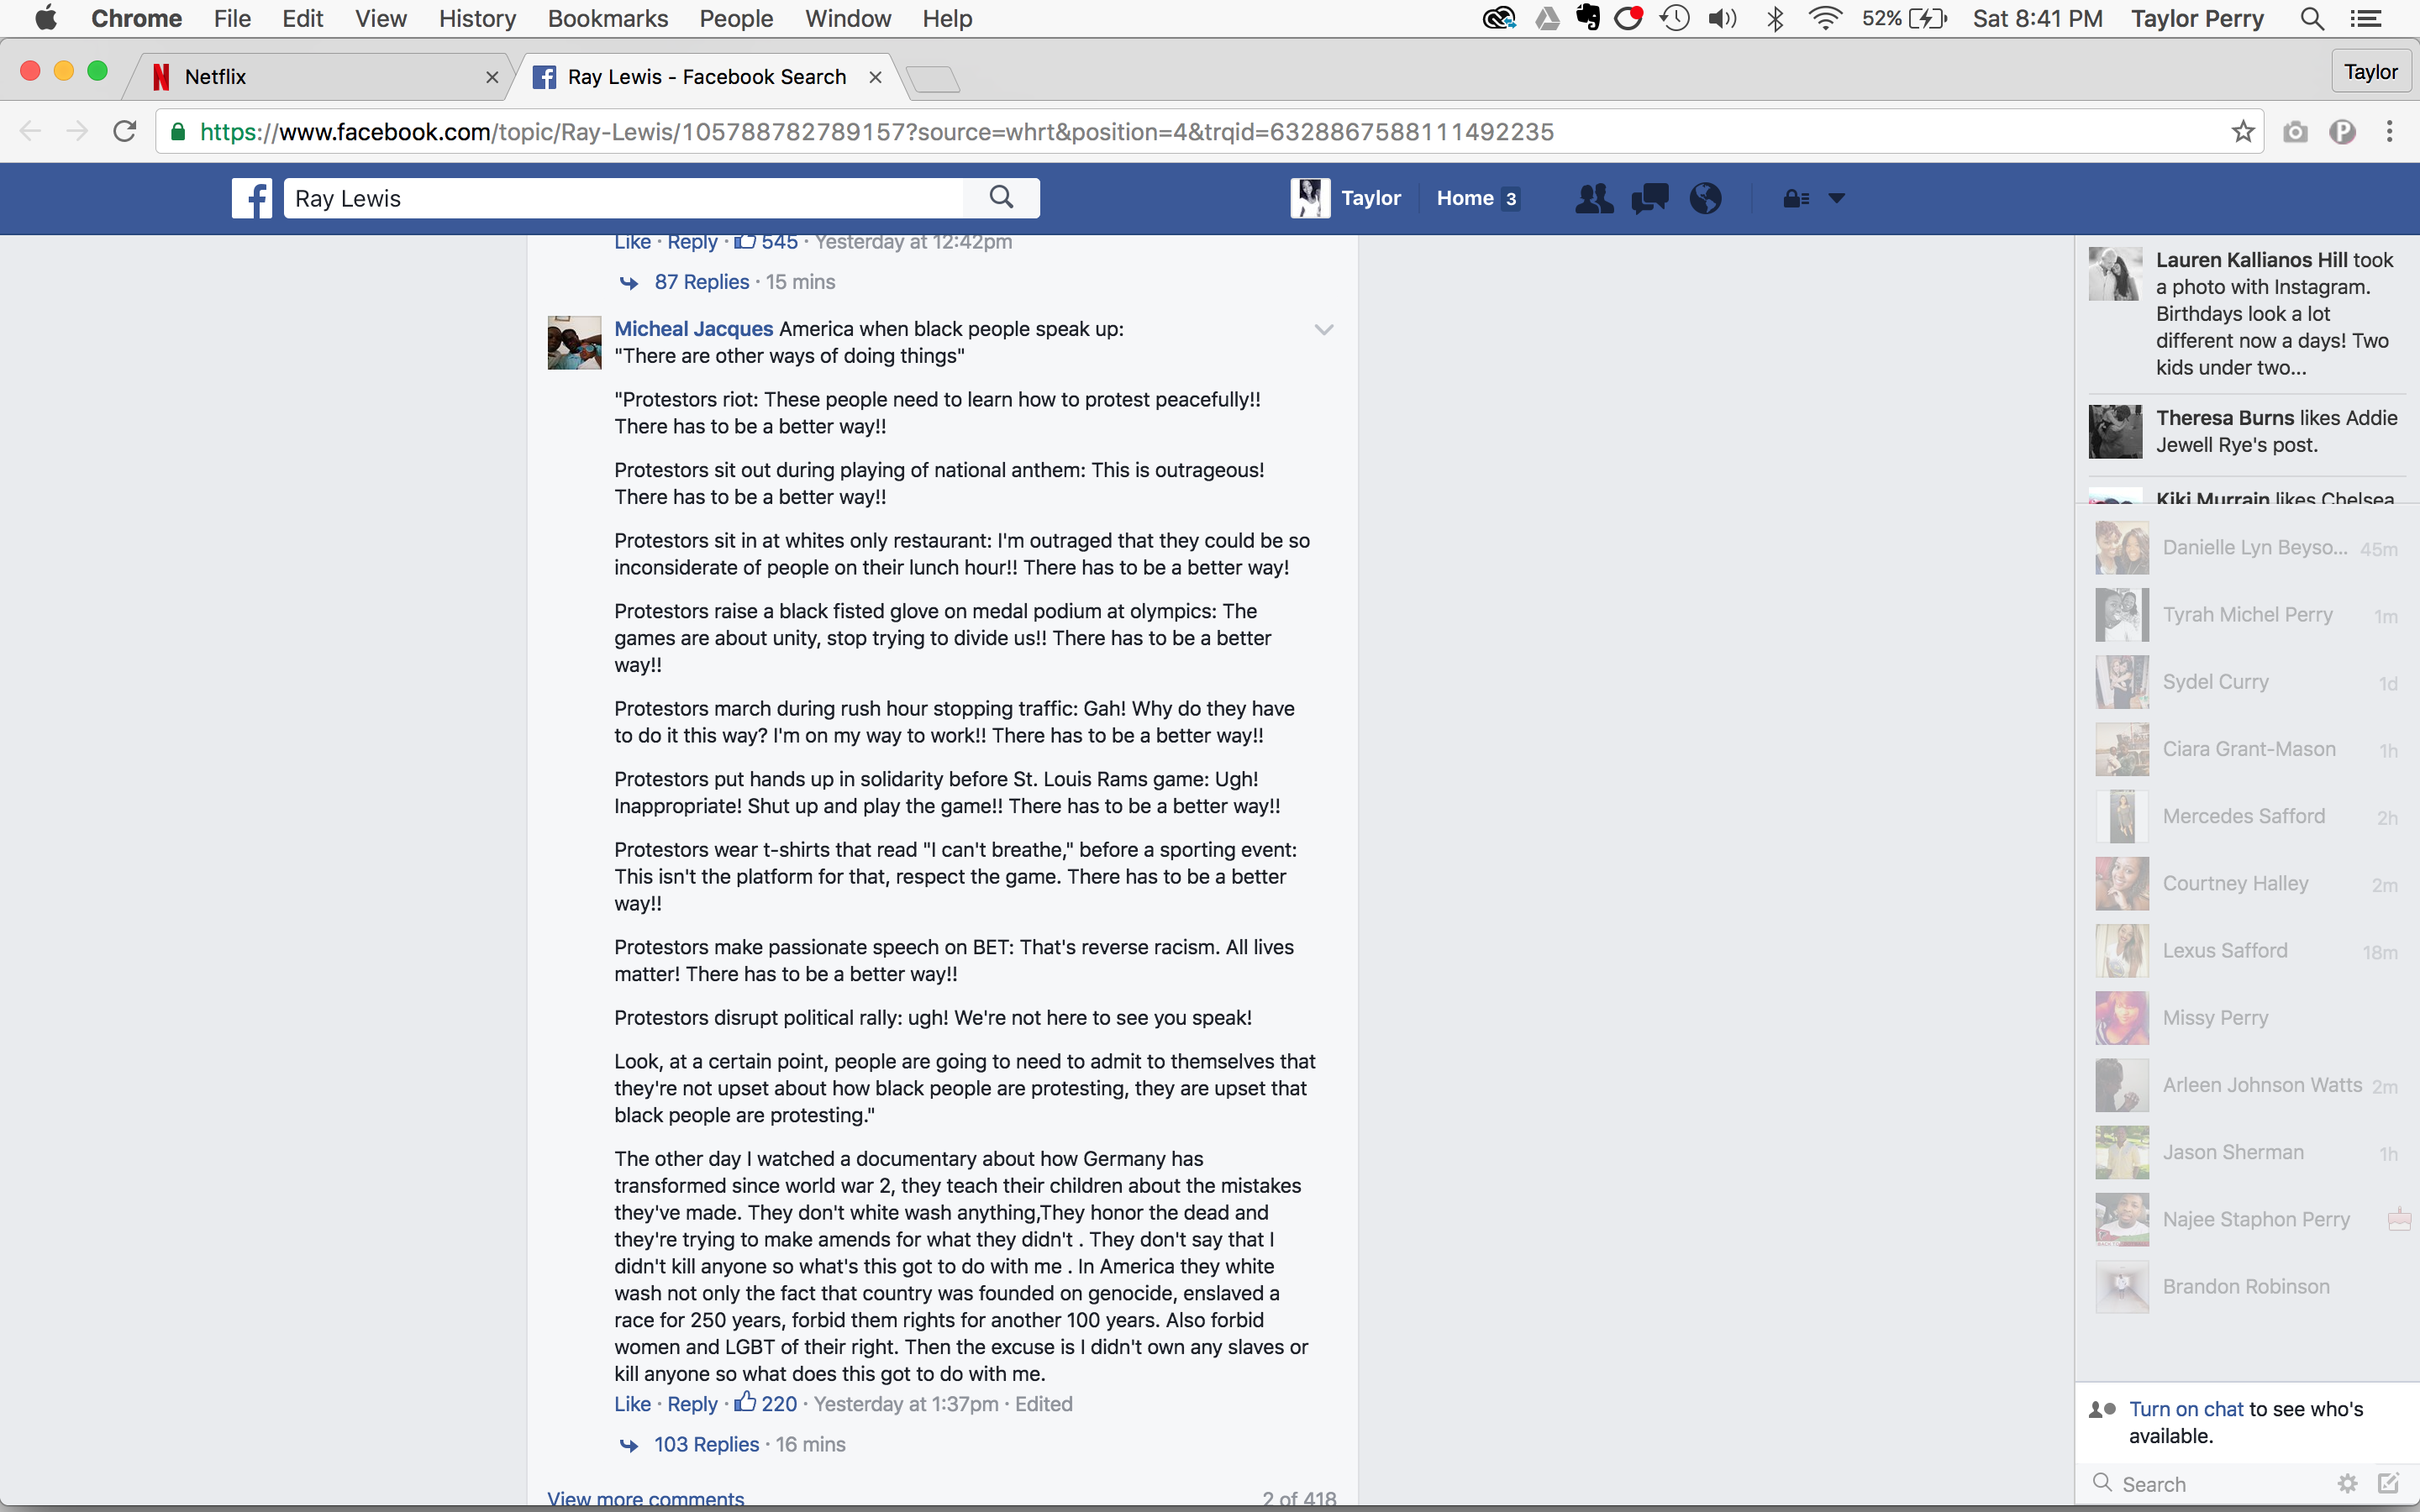 Chrome File Edit View History Bookmarks People Window Help 52% Sat 8:41 PM Taylor Perry
Netflix
Ray Lewis - Facebook Search
Taylor
https://www.facebook.com/topic/Ray-Lewis/105788782789157?source=whrt&position=4&trqid=6328867588111492235
Ray Lewis
Taylor
Home 3
Like · Reply · 545 · Yesterday at 12:42pm
87 Replies · 15 mins
Micheal Jacques America when black people speak up:
"There are other ways of doing things"
"Protestors riot: These people need to learn how to protest peacefully!!
There has to be a better way!!
Protestors sit out during playing of national anthem: This is outrageous!
There has to be a better way!!
Protestors sit in at whites only restaurant: I'm outraged that they could be so
inconsiderate of people on their lunch hour!! There has to be a better way!
Protestors raise a black fisted glove on medal podium at olympics: The
games are about unity, stop trying to divide us!! There has to be a better
way!!
Protestors march during rush hour stopping traffic: Gah! Why do they have
to do it this way? I'm on my way to work!! There has to be a better way!!
Protestors put hands up in solidarity before St. Louis Rams game: Ugh!
Inappropriate! Shut up and play the game!! There has to be a better way!!
Protestors wear t-shirts that read "I can't breathe," before a sporting event:
This isn't the platform for that, respect the game. There has to be a better
way!!
Protestors make passionate speech on BET: That's reverse racism. All lives
matter! There has to be a better way!!
Protestors disrupt political rally: ugh! We're not here to see you speak!
Look, at a certain point, people are going to need to admit to themselves that
they're not upset about how black people are protesting, they are upset that
black people are protesting."
The other day I watched a documentary about how Germany has
transformed since world war 2, they teach their children about the mistakes
they've made. They don't white wash anything,They honor the dead and
they're trying to make amends for what they didn't . They don't say that I
didn't kill anyone so what's this got to do with me . In America they white
wash not only the fact that country was founded on genocide, enslaved a
race for 250 years, forbid them rights for another 100 years. Also forbid
women and LGBT of their right. Then the excuse is I didn't own any slaves or
kill anyone so what does this got to do with me.
Like · Reply · 220 · Yesterday at 1:37pm · Edited
103 Replies · 16 mins
View more comments
2 of 418
Lauren Kallianos Hill took
a photo with Instagram.
Birthdays look a lot
different now a days! Two
kids under two...
Theresa Burns likes Addie
Jewell Rye's post.
Kiki Murrain likes Chelsea
Danielle Lyn Beyso... 45m
Tyrah Michel Perry 1m
Sydel Curry 1d
Ciara Grant-Mason 1h
Mercedes Safford 2h
Courtney Halley 2m
Lexus Safford 18m
Missy Perry
Arleen Johnson Watts 2m
Jason Sherman 1h
Najee Staphon Perry
Brandon Robinson
Turn on chat to see who's
available.
Search